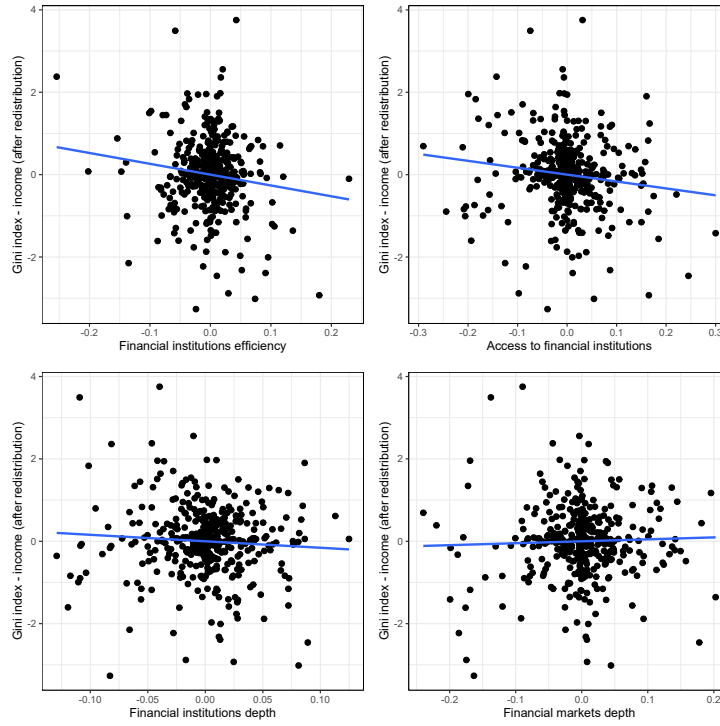 4
2
0
-2
Gini index - income (after redistribution)
-0.2 -0.1 0.0 0.1 0.2
Financial institutions efficiency
4
2
0
-2
Gini index - income (after redistribution)
-0.3 -0.2 -0.1 0.0 0.1 0.2 0.3
Access to financial institutions
4
2
0
-2
Gini index - income (after redistribution)
-0.10 -0.05 0.00 0.05 0.10
Financial institutions depth
4
2
0
-2
Gini index - income (after redistribution)
-0.2 -0.1 0.0 0.1 0.2
Financial markets depth